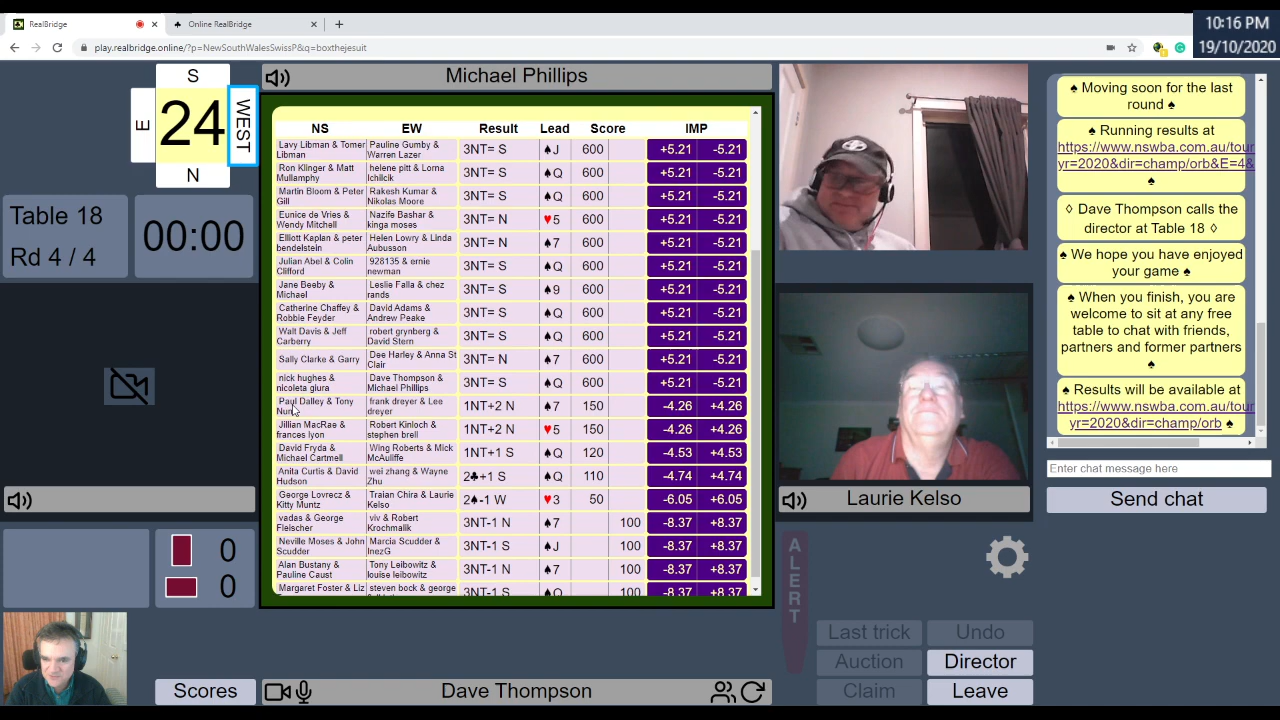 RealBridge
Online RealBridge
play.realbridge.online/?p=NewSouthWalesSwissP&q=boxthejesuit
10:16 PM
19/10/2020
S
E
24
WEST
N
Table 18
Rd 4 / 4
00:00
Michael Phillips
NS EW Result Lead Score IMP
Lavy Libman & Tomer Libman Pauline Gumby & Warren Lazer 3NT= S ♠J 600 +5.21 -5.21
Ron Klinger & Matt Mullamphy helene pitt & Lorna Ichilcik 3NT= S ♠Q 600 +5.21 -5.21
Martin Bloom & Peter Gill Rakesh Kumar & Nikolas Moore 3NT= S ♠Q 600 +5.21 -5.21
Eunice de Vries & Wendy Mitchell Nazife Bashar & kinga moses 3NT= N ♥5 600 +5.21 -5.21
Elliott Kaplan & peter bendelstein Helen Lowry & Linda Aubusson 3NT= N ♠7 600 +5.21 -5.21
Julian Abel & Colin Clifford 928135 & ernie newman 3NT= S ♠Q 600 +5.21 -5.21
Jane Beeby & Michael Leslie Falla & chez rands 3NT= S ♠9 600 +5.21 -5.21
Catherine Chaffey & Robbie Feyder David Adams & Andrew Peake 3NT= S ♠Q 600 +5.21 -5.21
Walt Davis & Jeff Carberry robert grynberg & David Stern 3NT= S ♠Q 600 +5.21 -5.21
Sally Clarke & Garry Dee Harley & Anna St Clair 3NT= N ♠7 600 +5.21 -5.21
nick hughes & nicoleta giura Dave Thompson & Michael Phillips 3NT= S ♠Q 600 +5.21 -5.21
Paul Dalley & Tony frank dreyer & Lee dreyer 1NT+2 N ♠7 150 -4.26 +4.26
Jillian MacRae & frances lyon Robert Kinloch & stephen brell 1NT+2 N ♥5 150 -4.26 +4.26
David Fryda & Michael Cartmell Wing Roberts & Mick McAuliffe 1NT+1 S ♠Q 120 -4.53 +4.53
Anita Curtis & David Hudson wei zhang & Wayne Zhu 2♣+1 S ♠Q 110 -4.74 +4.74
George Lovrecz & Kitty Muntz Traian Chira & Laurie Kelso 2♠-1 W ♥3 50 -6.05 +6.05
vadas & George Fleischer viv & Robert Krochmalik 3NT-1 N ♠7 100 -8.37 +8.37
Neville Moses & John Scudder Marcia Scudder & InezG 3NT-1 S ♠J 100 -8.37 +8.37
Alan Bustany & Pauline Caust Tony Leibowitz & louise leibowitz 3NT-1 N ♠7 100 -8.37 +8.37
Margaret Foster & Liz steven bock & george 3NT-1 S ♠Q 100 -8.37 +8.37
Laurie Kelso
♠ Moving soon for the last
round ♠
♠ Running results at
https://www.nswba.com.au/tour
yr=2020&dir=champ/orb&E=4&
♠
♢ Dave Thompson calls the
director at Table 18 ♢
♠ We hope you have enjoyed
your game ♠
♠ When you finish, you are
welcome to sit at any free
table to chat with friends,
partners and former partners
♠
♠ Results will be available at
https://www.nswba.com.au/tour
yr=2020&dir=champ/orb ♠
Enter chat message here
Send chat
0
0
ALERT
Last trick
Undo
Auction
Director
Claim
Leave
Scores
Dave Thompson